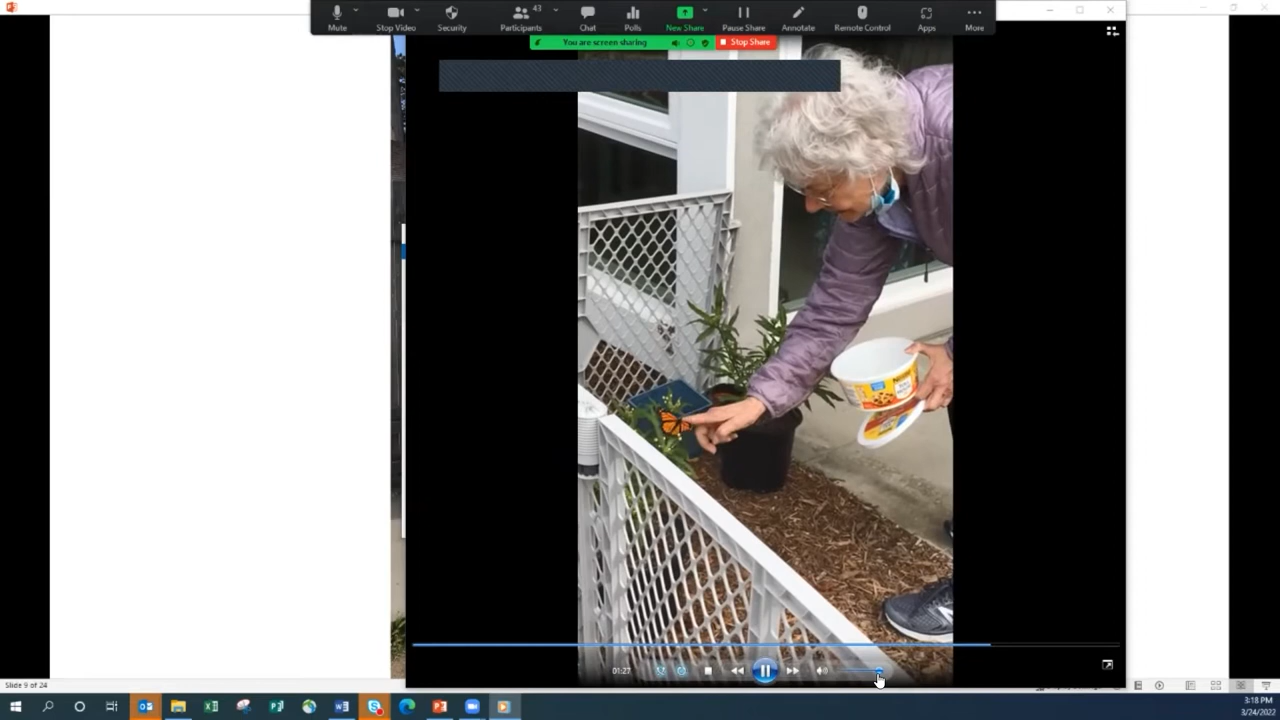 Mute
Stop Video
Security
Participants
43
Chat
Polls
New Share
Pause Share
Annotate
Remote Control
Apps
More
You are screen sharing
Stop Share
01:27
Slide 9 of 24
3:18 PM
3/24/2022